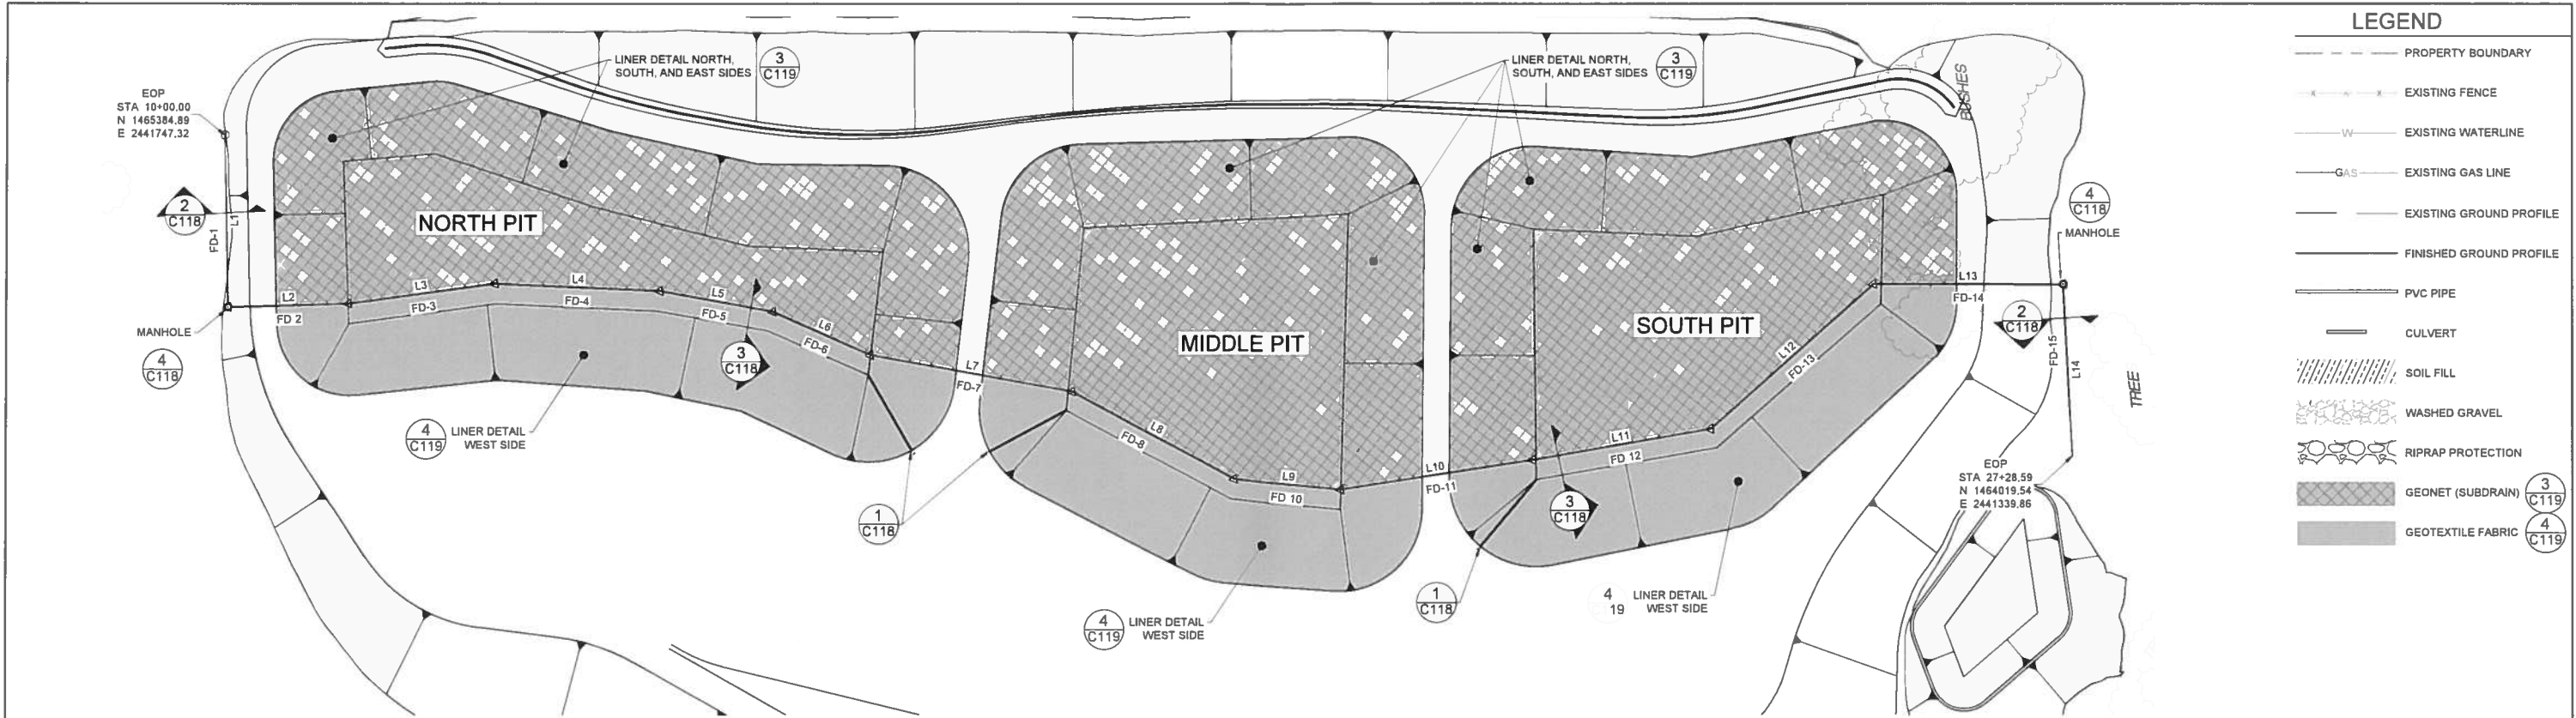 LEGEND
PROPERTY BOUNDARY
EXISTING FENCE
W
EXISTING WATERLINE
GAS
EXISTING GAS LINE
EXISTING GROUND PROFILE
FINISHED GROUND PROFILE
PVC PIPE
CULVERT
SOIL FILL
WASHED GRAVEL
RIPRAP PROTECTION
GEONET (SUBDRAIN)
3
C119
GEOTEXTILE FABRIC
4
C119
LINER DETAIL NORTH,
SOUTH, AND EAST SIDES
3
C119
LINER DETAIL NORTH,
SOUTH, AND EAST SIDES
3
C119
BUSHES
EOP
STA 10+00.00
N 1465384.89
E 2441747.32
2
C118
FD-1
L1
NORTH PIT
MIDDLE PIT
SOUTH PIT
4
C118
MANHOLE
L2
FD 2
L3
FD-3
L4
FD-4
L5
FD-5
L6
FD-6
L7
FD-7
L8
FD-8
L9
FD 10
L10
FD-11
L11
FD 12
L12
FD-13
L13
FD-14
FD-15
L14
2
C118
TREE
MANHOLE
4
C118
3
C118
4
C119
LINER DETAIL
WEST SIDE
1
C118
3
C118
EOP
STA 27+28.59
N 1464019.54
E 2441339.86
4
C119
LINER DETAIL
WEST SIDE
1
C118
4
19
LINER DETAIL
WEST SIDE